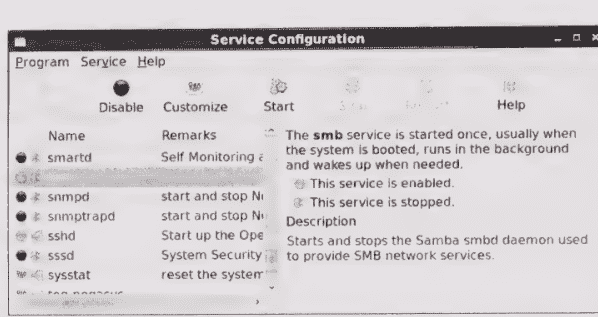 Service Configuration
Program Service Help
Disable Customize Start Help
Name Remarks
smartd Self Monitoring a
snmpd start and stop N
snmptrapd start and stop N
sshd Start up the Ope
sssd System Security
sysstat reset the system
The smb service is started once, usually when
the system is booted, runs in the background
and wakes up when needed.
This service is enabled.
This service is stopped.
Description
Starts and stops the Samba smbd daemon used
to provide SMB network services.